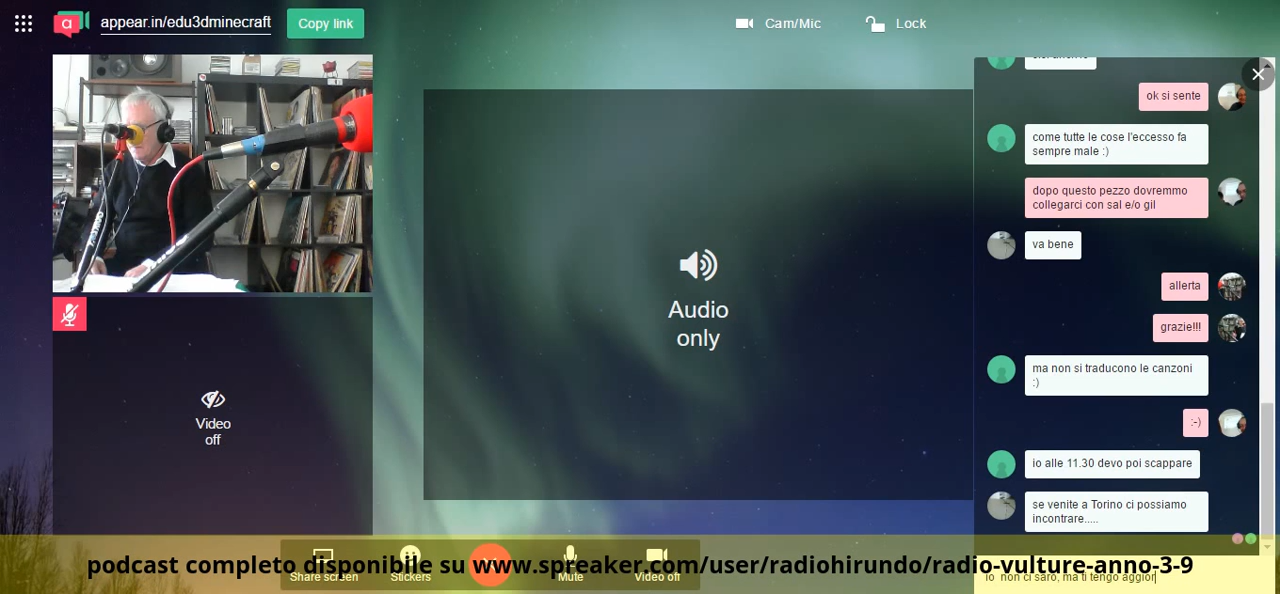 appear.in/edu3dminecraft
Copy link
Cam/Mic
Lock
ok si sente
come tutte le cose l'eccesso fa
sempre male :)
dopo questo pezzo dovremmo
collegarci con sal e/o gil
va bene
allerta
grazie!!!
ma non si traducono le canzoni
:)
:-)
io alle 11.30 devo poi scappare
se venite a Torino ci possiamo
incontrare.....
Audio
only
Video
off
Share screen
Stickers
Mute
Video off
podcast completo disponibile su www.spreaker.com/user/radiohirundo/radio-vulture-anno-3-9
io non ci sarò, ma ti tengo aggior